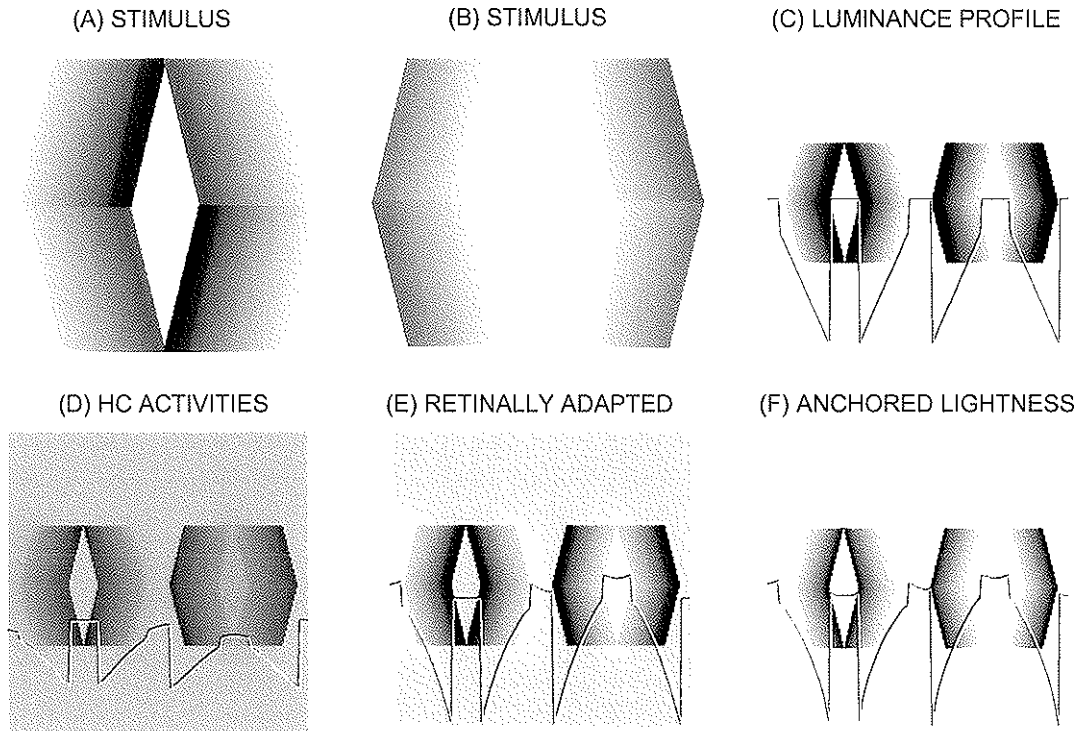 (A) STIMULUS
(B) STIMULUS
(C) LUMINANCE PROFILE
(D) HC ACTIVITIES
(E) RETINALLY ADAPTED
(F) ANCHORED LIGHTNESS